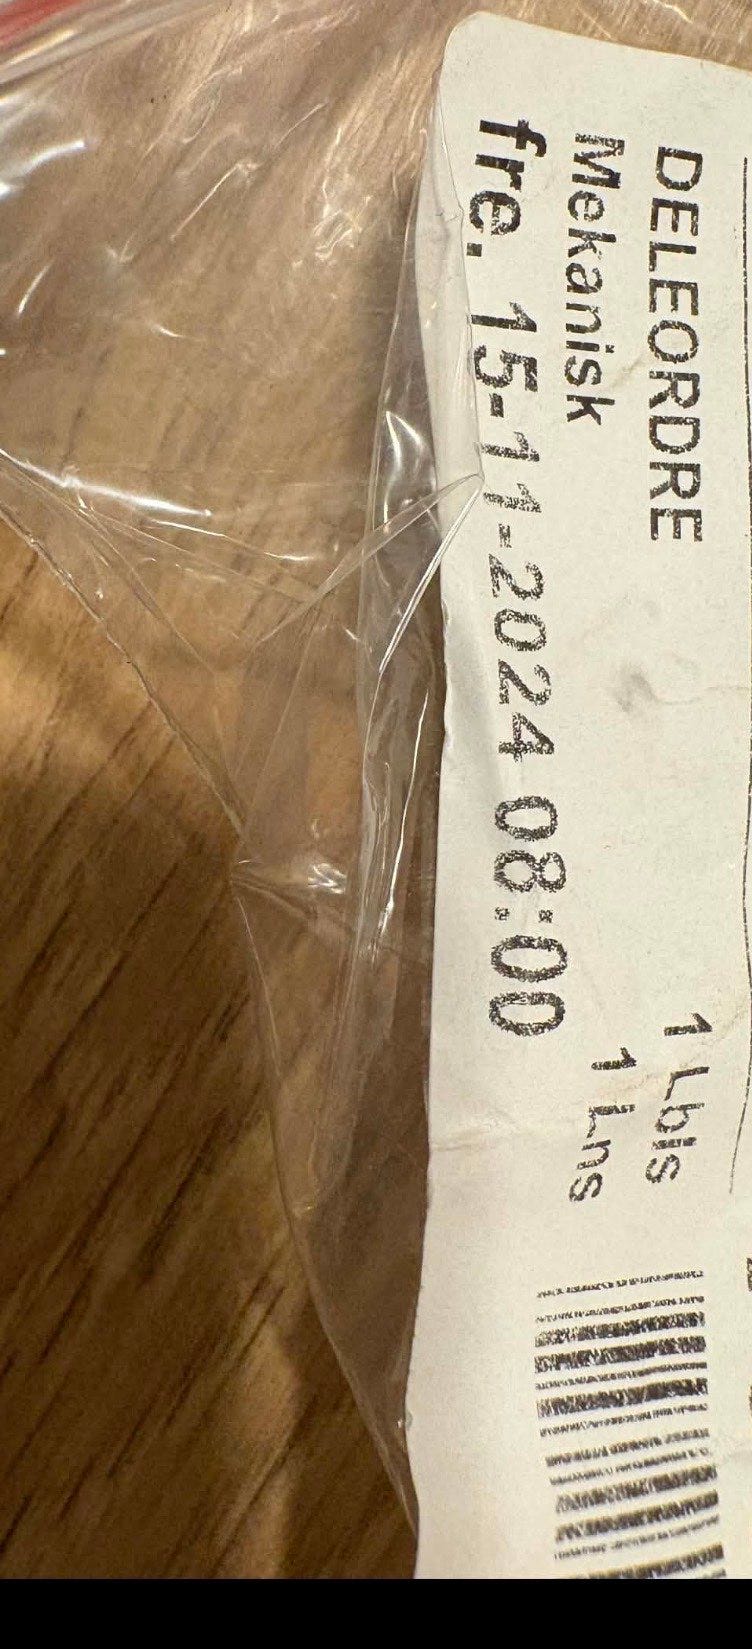 DELEORDRE
1 Lbls
Mekanisk
1 Lns
fre. 15-11-2024 08:00